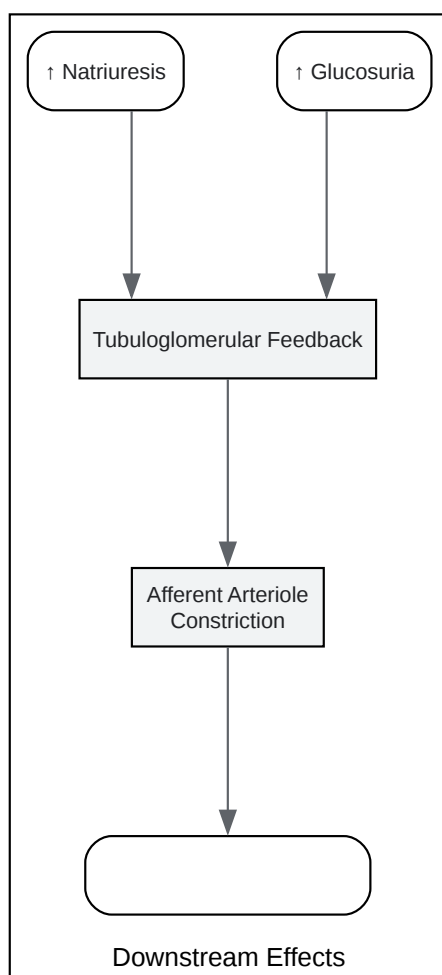 ↑ Natriuresis
↑ Glucosuria
Tubuloglomerular Feedback
Afferent Arteriole
Constriction
Downstream Effects